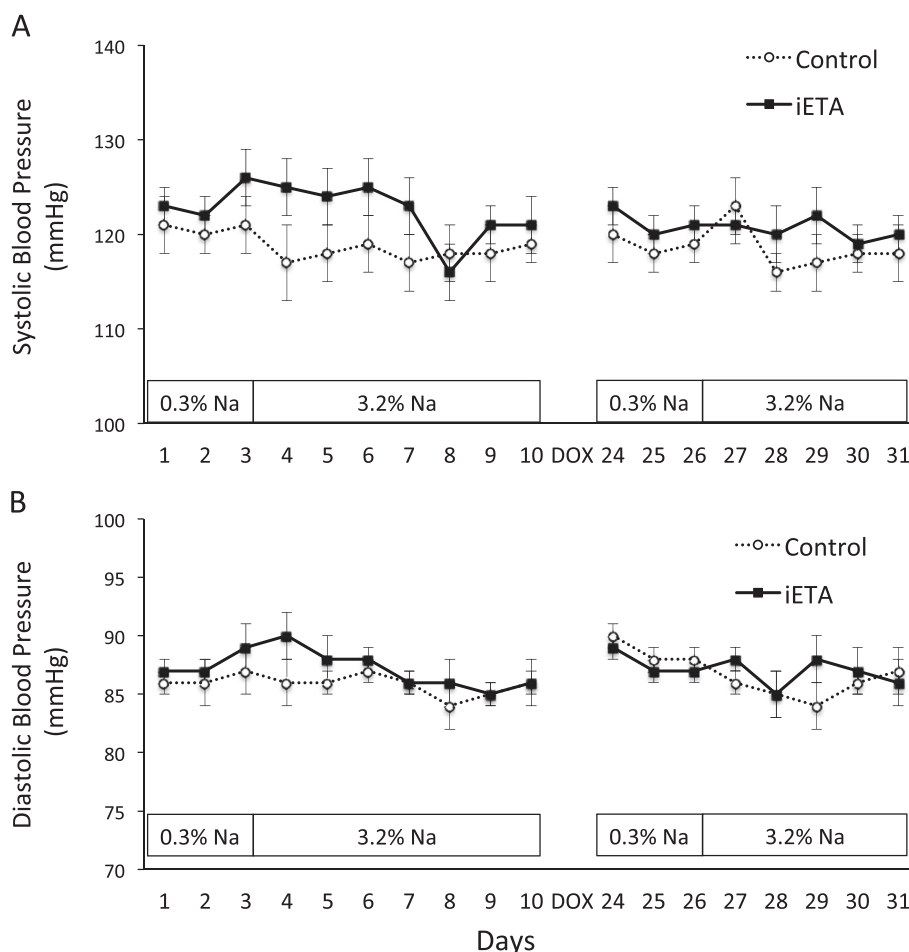 A
140
130
120
110
100
Systolic Blood Pressure
(mmHg)
Control
iETA
0.3% Na
3.2% Na
0.3% Na
3.2% Na
1 2 3 4 5 6 7 8 9 10 DOX 24 25 26 27 28 29 30 31
B
100
95
90
85
80
75
70
Diastolic Blood Pressure
(mmHg)
Control
iETA
0.3% Na
3.2% Na
0.3% Na
3.2% Na
1 2 3 4 5 6 7 8 9 10 DOX 24 25 26 27 28 29 30 31
Days